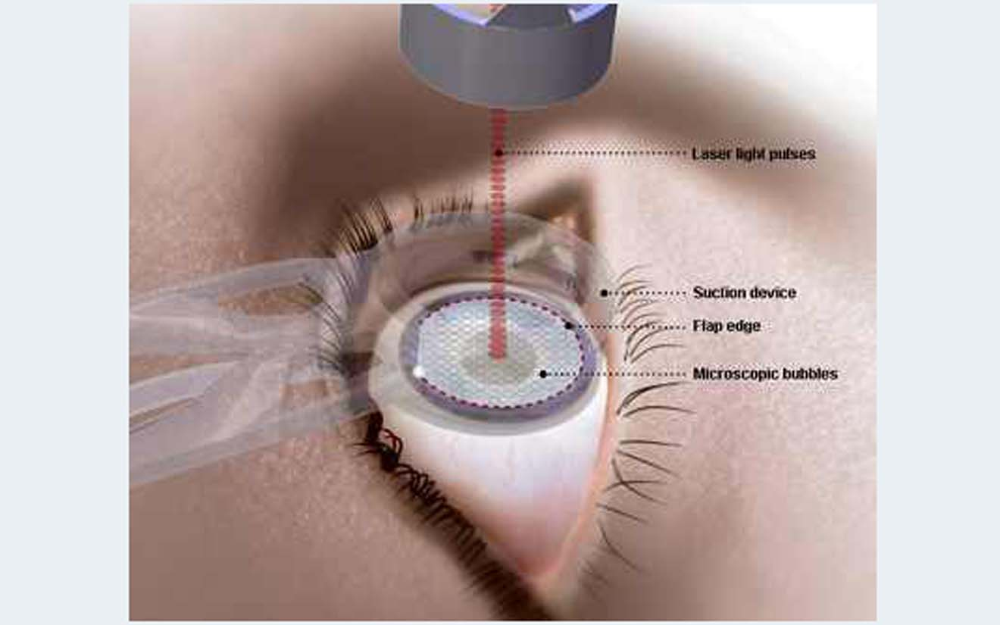 Laser light pulses
Suction device
Flap edge
Microscopic bubbles